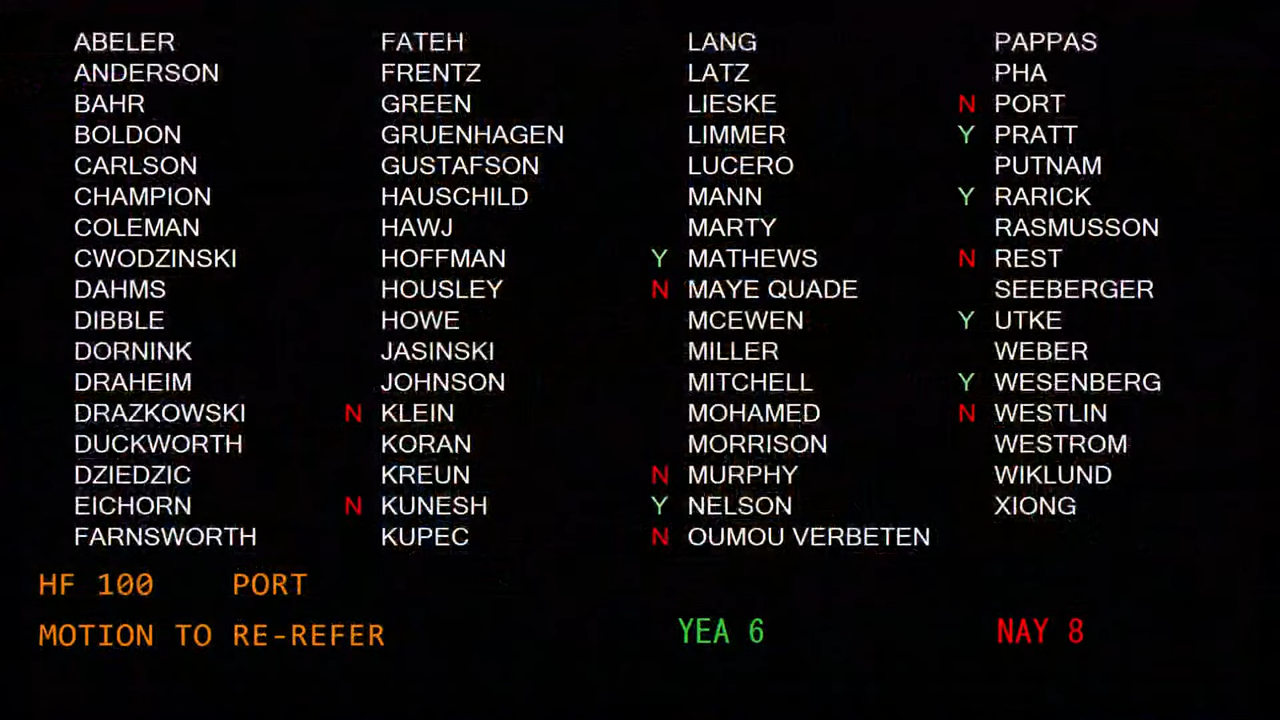 ABELER FATEH LANG PAPPAS
ANDERSON FRENTZ LATZ PHA
BAHR GREEN LIESKE N PORT
BOLDON GRUENHAGEN LIMMER Y PRATT
CARLSON GUSTAFSON LUCERO PUTNAM
CHAMPION HAUSCHILD MANN Y RARICK
COLEMAN HAWJ MARTY RASMUSSON
CWODZINSKI HOFFMAN Y MATHEWS N REST
DAHMS HOUSLEY N MAYE QUADE SEEBERGER
DIBBLE HOWE MCEWEN Y UTKE
DORNINK JASINSKI MILLER WEBER
DRAHEIM JOHNSON MITCHELL Y WESENBERG
DRAZKOWSKI N KLEIN MOHAMED N WESTLIN
DUCKWORTH KORAN MORRISON WESTROM
DZIEDZIC KREUN N MURPHY WIKLUND
EICHORN N KUNESH Y NELSON XIONG
FARNSWORTH KUPEC N OUMOU VERBETEN
HF 100 PORT
MOTION TO RE-REFER YEA 6 NAY 8